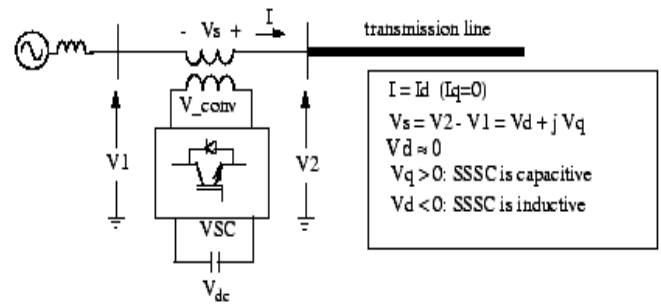 I
- Vs +
transmission line
V_conv
V1
V2
VSC
Vdc
I = Id (Iq=0)
Vs = V2 - V1 = Vd + j Vq
Vd ≈ 0
Vq > 0: SSSC is capacitive
Vd < 0: SSSC is inductive